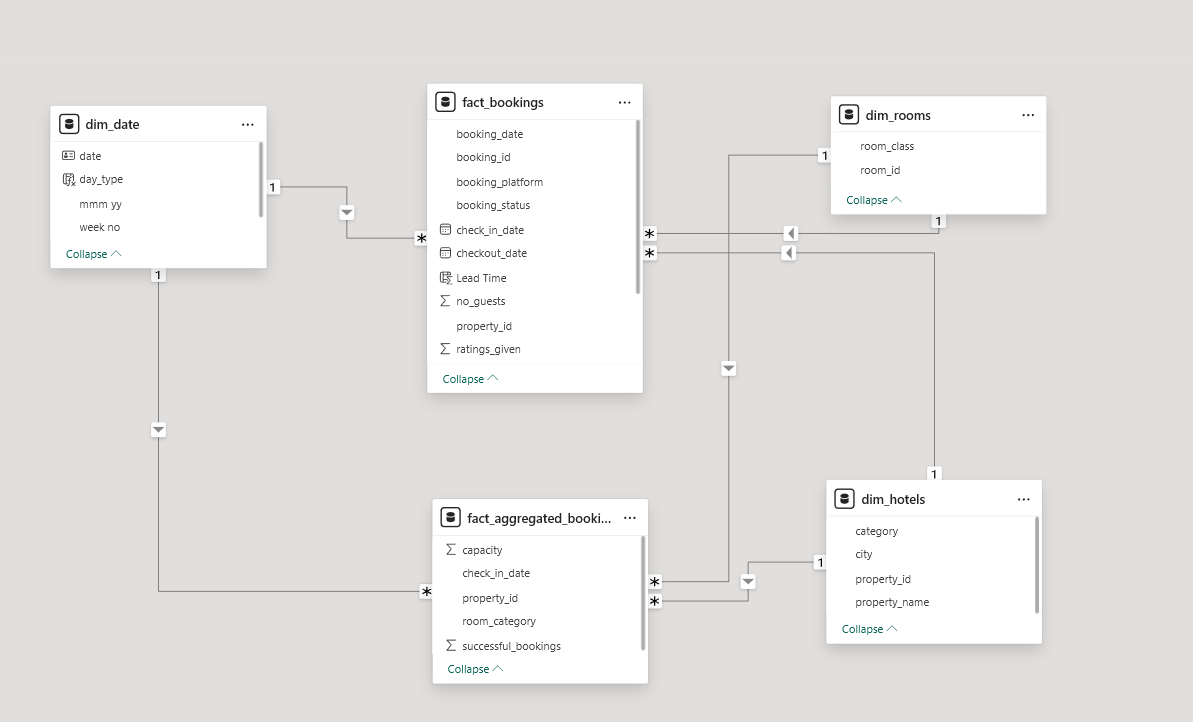 dim_date
date
day_type
mmm yy
week no
Collapse
1
1
fact_bookings
booking_date
booking_id
booking_platform
booking_status
check_in_date
checkout_date
Lead Time
no_guests
property_id
ratings_given
Collapse
*
*
*
dim_rooms
room_class
room_id
Collapse
1
1
fact_aggregated_booki...
capacity
check_in_date
property_id
room_category
successful_bookings
Collapse
*
*
*
dim_hotels
category
city
property_id
property_name
Collapse
1
1